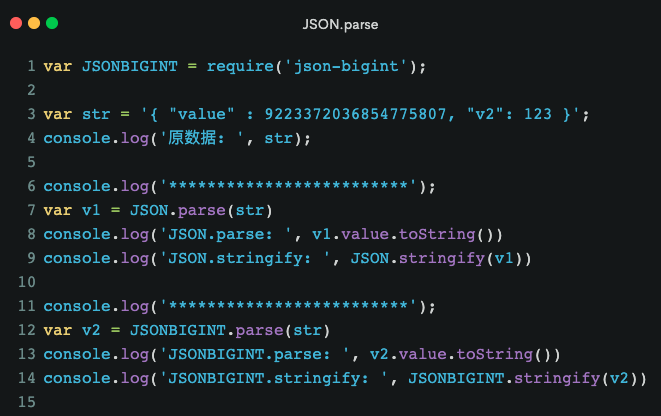 JSON.parse
1 var JSONBIGINT = require('json-bigint');
2
3 var str = '{ "value" : 9223372036854775807, "v2": 123 }';
4 console.log('原数据: ', str);
5
6 console.log('*************************');
7 var v1 = JSON.parse(str)
8 console.log('JSON.parse: ', v1.value.toString())
9 console.log('JSON.stringify: ', JSON.stringify(v1))
10
11 console.log('*************************');
12 var v2 = JSONBIGINT.parse(str)
13 console.log('JSONBIGINT.parse: ', v2.value.toString())
14 console.log('JSONBIGINT.stringify: ', JSONBIGINT.stringify(v2))
15